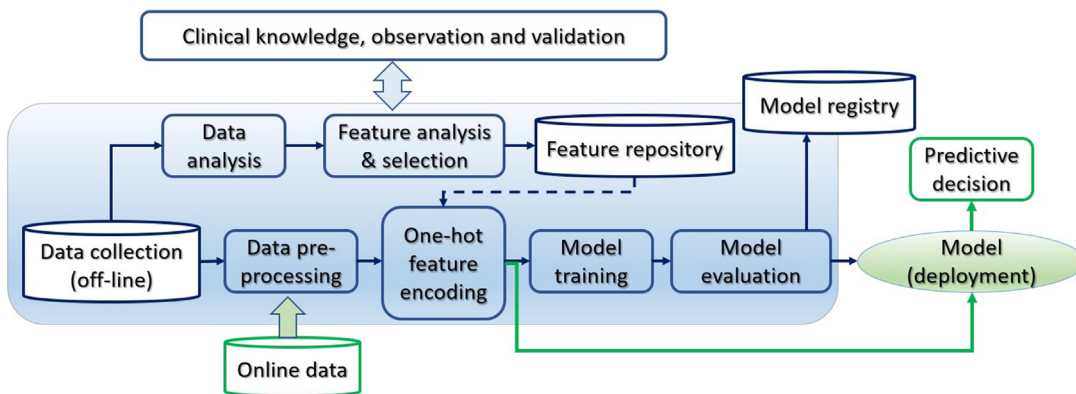 Clinical knowledge, observation and validation
Model registry
Data
analysis
Feature analysis
& selection
Feature repository
Predictive
decision
Data collection
(off-line)
Data pre-
processing
One-hot
feature
encoding
Model
training
Model
evaluation
Model
(deployment)
Online data